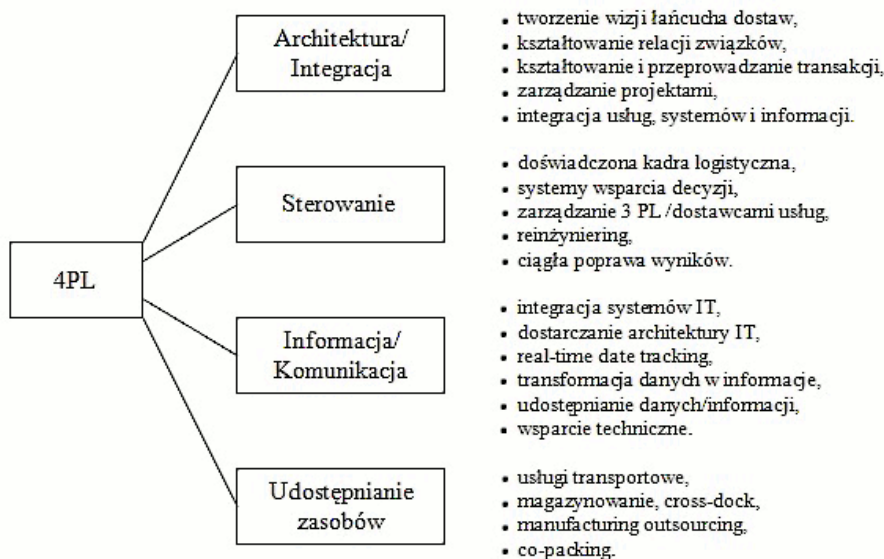 4PL
Architektura/
Integracja
• tworzenie wizji łańcucha dostaw,
• kształtowanie relacji związków,
• kształtowanie i przeprowadzanie transakcji,
• zarządzanie projektami,
• integracja usług, systemów i informacji.
Sterowanie
• doświadczona kadra logistyczna,
• systemy wsparcia decyzji,
• zarządzanie 3 PL /dostawcami usług,
• reinżyniering,
• ciągła poprawa wyników.
Informacja/
Komunikacja
• integracja systemów IT,
• dostarczanie architektury IT,
• real-time date tracking,
• transformacja danych w informacje,
• udostępnianie danych/informacji,
• wsparcie techniczne.
Udostępnianie
zasobów
• usługi transportowe,
• magazynowanie, cross-dock,
• manufacturing outsourcing,
• co-packing.